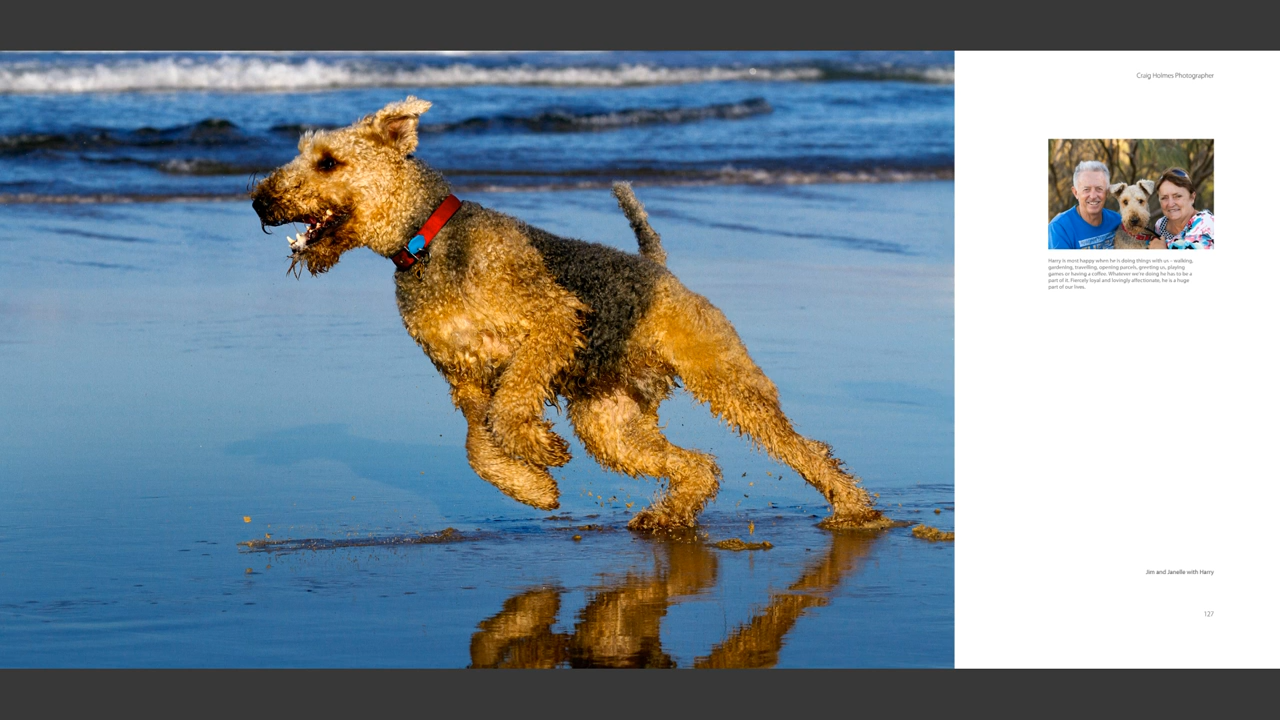 Craig Holmes Photographer
Harry is most happy when he is doing things with us – walking,
gardening, travelling, opening parcels, greeting us, playing
games or having a coffee. Whatever we're doing he has to be a
part of it. Fiercely loyal and lovingly affectionate, he is a huge
part of our lives.
Jim and Janelle with Harry
127